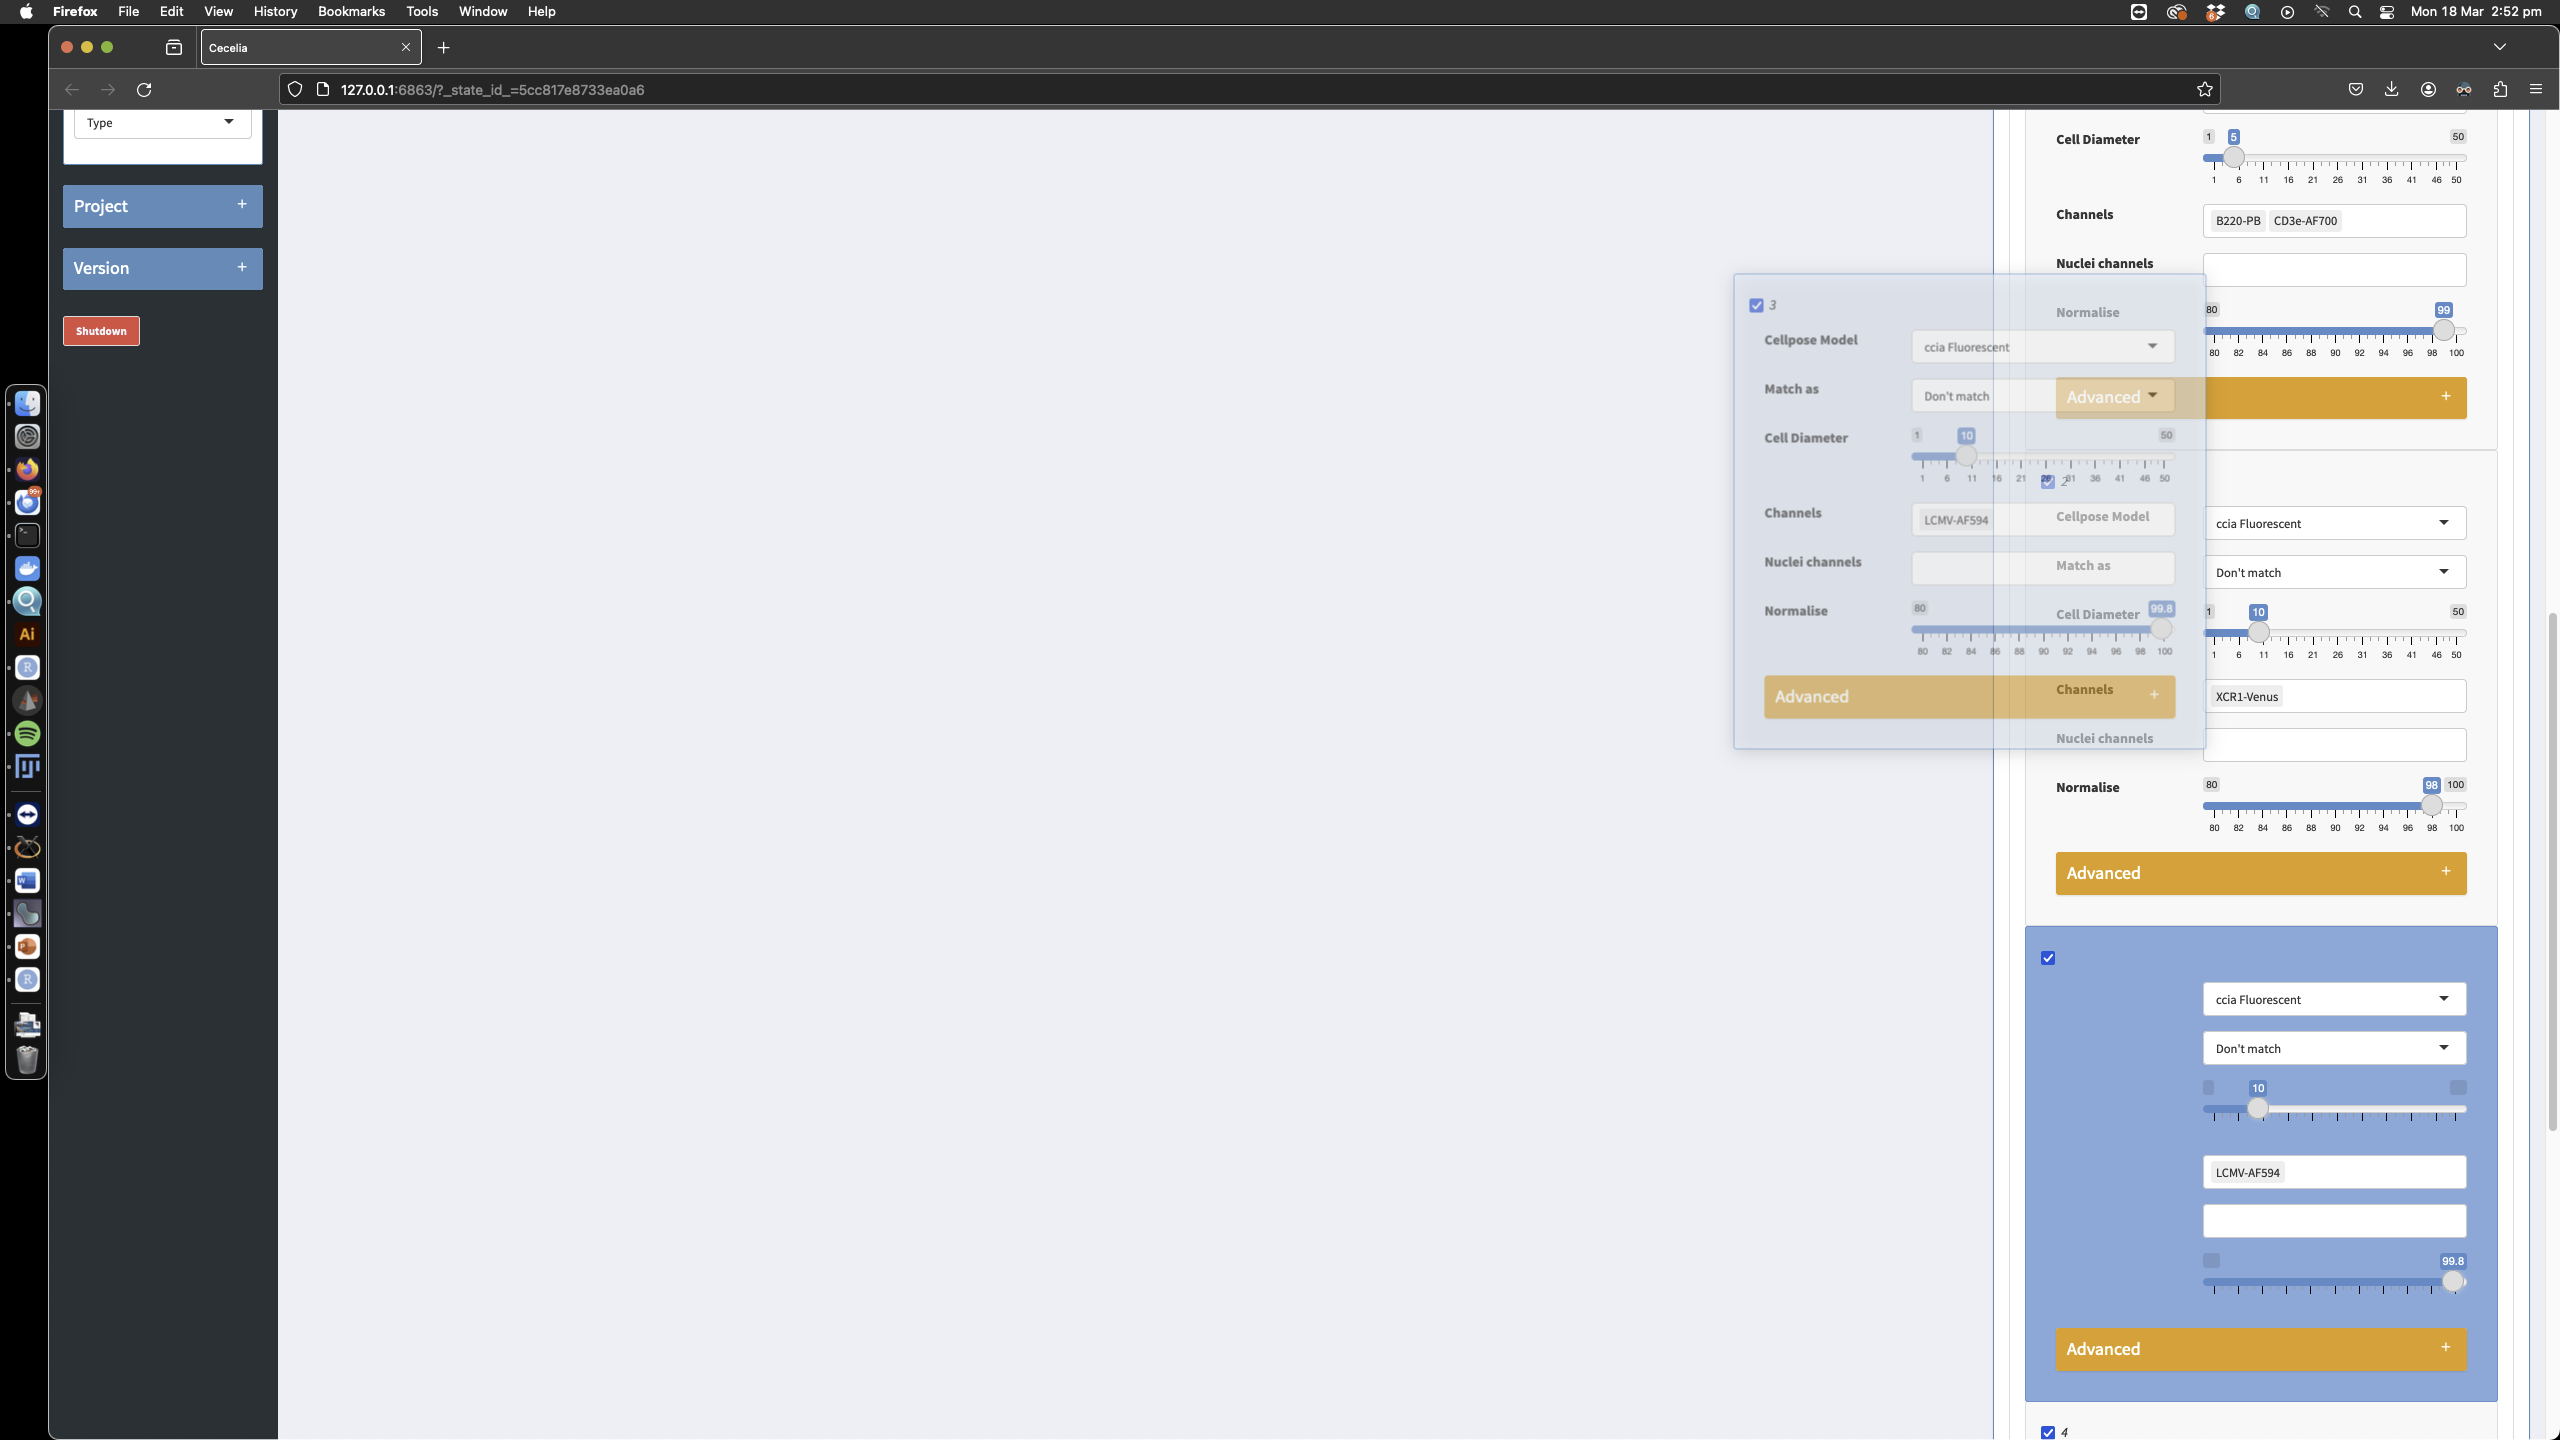 Firefox File Edit View History Bookmarks Tools Window Help
Mon 18 Mar 2:52 pm
Cecelia
127.0.0.1:6863/?_state_id_=5cc817e8733ea0a6
Type
Project +
Version +
Shutdown
99+
Ai
Cell Diameter 1 5 50
1 6 11 16 21 26 31 36 41 46 50
Channels B220-PB CD3e-AF700
Nuclei channels
Normalise 80 99
80 82 84 86 88 90 92 94 96 98 100
Advanced +
3
Cellpose Model ccia Fluorescent
Match as Don't match
Cell Diameter 1 10 50
1 6 11 16 21 26 31 36 41 46 50
Channels LCMV-AF594
Nuclei channels
Normalise 80 99.8
80 82 84 86 88 90 92 94 96 98 100
Advanced +
2
Cellpose Model ccia Fluorescent
Match as Don't match
Cell Diameter 1 10 50
1 6 11 16 21 26 31 36 41 46 50
Channels XCR1-Venus
Nuclei channels
Normalise 80 98 100
80 82 84 86 88 90 92 94 96 98 100
Advanced +
ccia Fluorescent
Don't match
10
LCMV-AF594
99.8
Advanced +
4